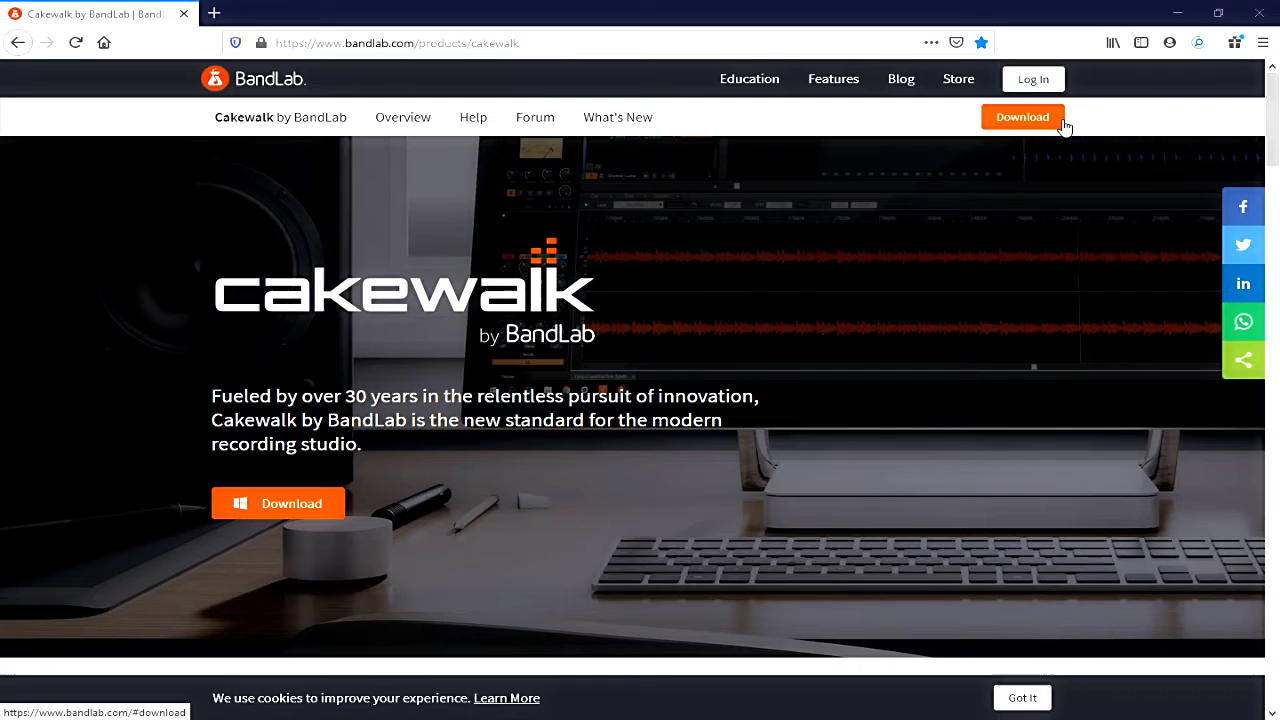 Cakewalk by BandLab | BandL
https://www.bandlab.com/products/cakewalk
BandLab.
Education
Features
Blog
Store
Log In
Cakewalk by BandLab
Overview
Help
Forum
What's New
Download
cakewalk
by BandLab
Fueled by over 30 years in the relentless pursuit of innovation,
Cakewalk by BandLab is the new standard for the modern
recording studio.
Download
We use cookies to improve your experience. Learn More
Got It
https://www.bandlab.com/#download